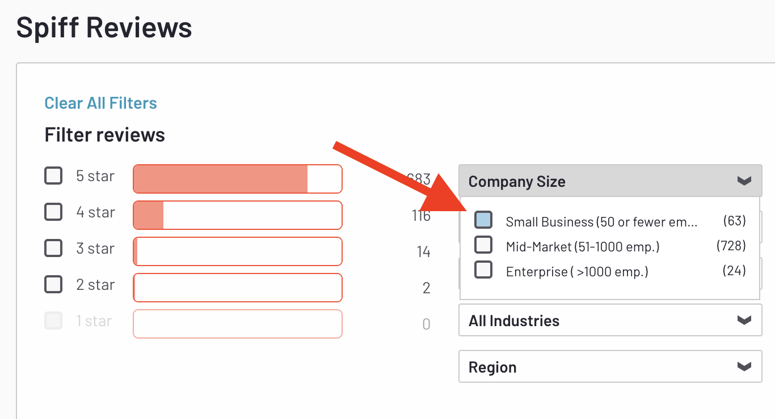 Spiff Reviews
Clear All Filters
Filter reviews
5 star 683
4 star 116
3 star 14
2 star 2
1 star 0
Company Size
Small Business (50 or fewer em... (63)
Mid-Market (51-1000 emp.) (728)
Enterprise ( >1000 emp.) (24)
All Industries
Region